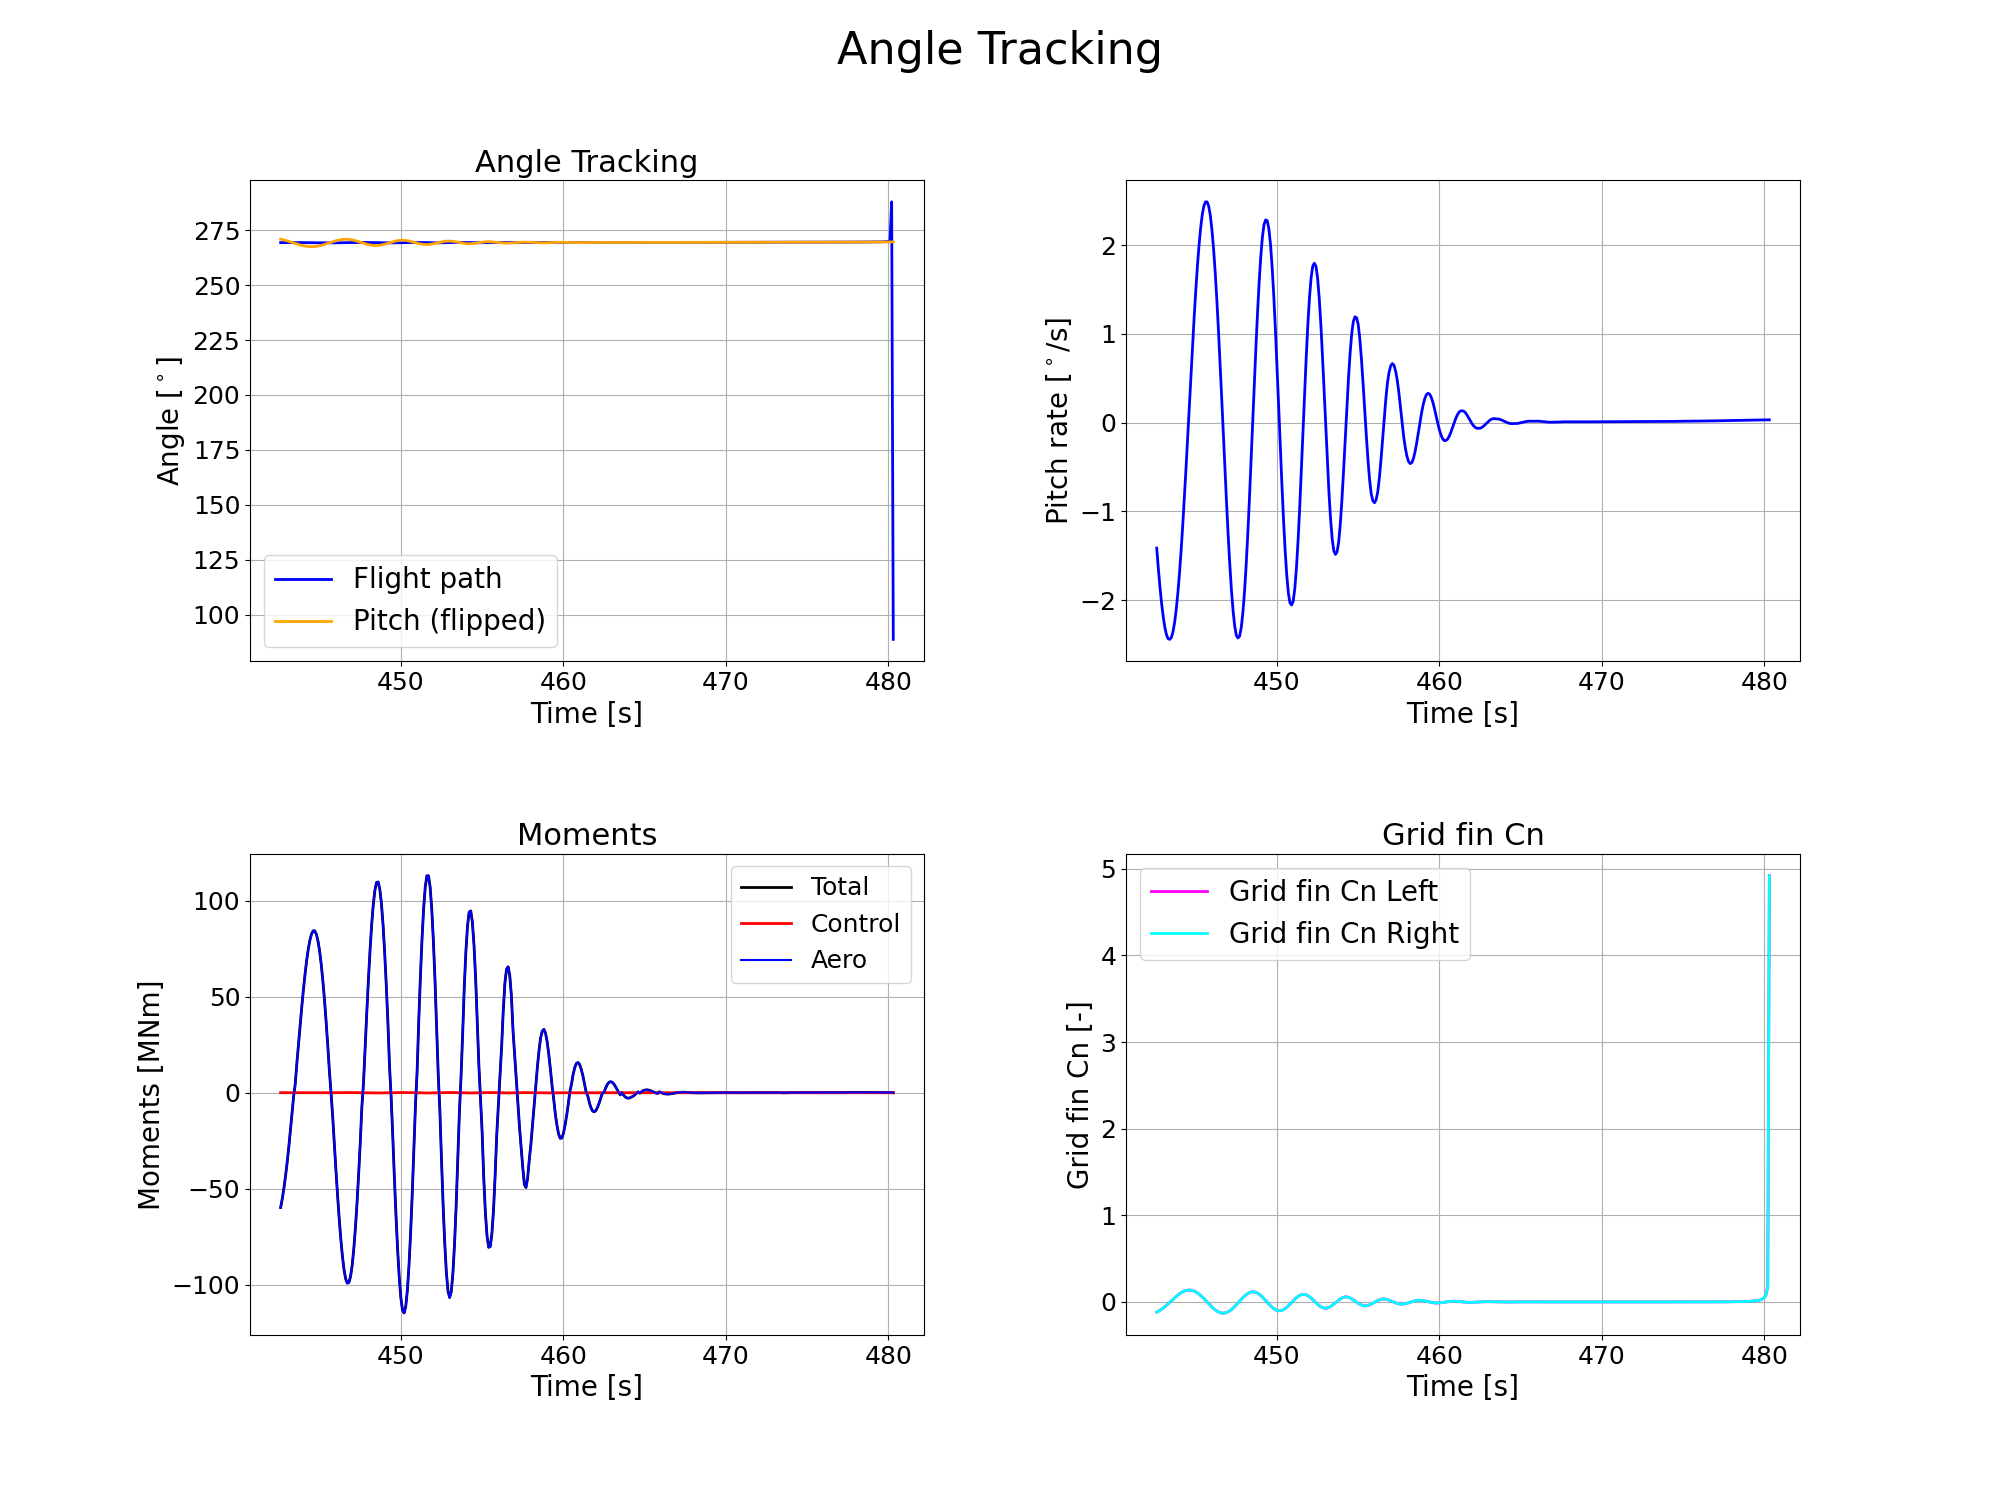 Angle Tracking
Angle Tracking
Angle [°]
275
250
225
200
175
150
125
100
Flight path
Pitch (flipped)
450 460 470 480
Time [s]
Pitch rate [°/s]
2
1
0
−1
−2
450 460 470 480
Time [s]
Moments
Moments [MNm]
100
50
0
−50
−100
Total
Control
Aero
450 460 470 480
Time [s]
Grid fin Cn
Grid fin Cn [-]
5
4
3
2
1
0
Grid fin Cn Left
Grid fin Cn Right
450 460 470 480
Time [s]